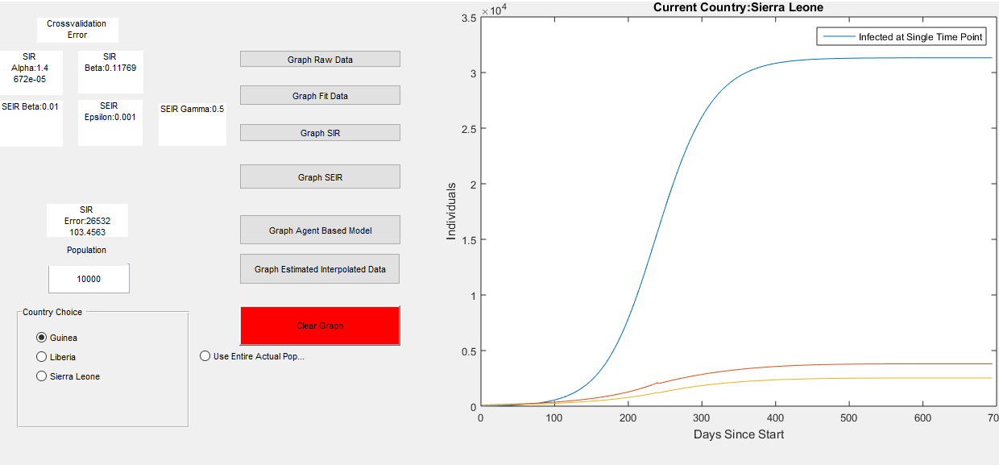 Crossvalidation
Error
SIR
Alpha:1.4
672e-05
SIR
Beta:0.11769
SEIR Beta:0.01
SEIR
Epsilon:0.001
SEIR Gamma:0.5
SIR
Error:26532
103.4563
Population
10000
Country Choice
Guinea
Liberia
Sierra Leone
Graph Raw Data
Graph Fit Data
Graph SIR
Graph SEIR
Graph Agent Based Model
Graph Estimated Interpolated Data
Clear Graph
Use Entire Actual Pop...
Current Country:Sierra Leone
×10⁴
Infected at Single Time Point
3.5
3
2.5
2
1.5
1
0.5
0
Individuals
0 100 200 300 400 500 600 70
Days Since Start